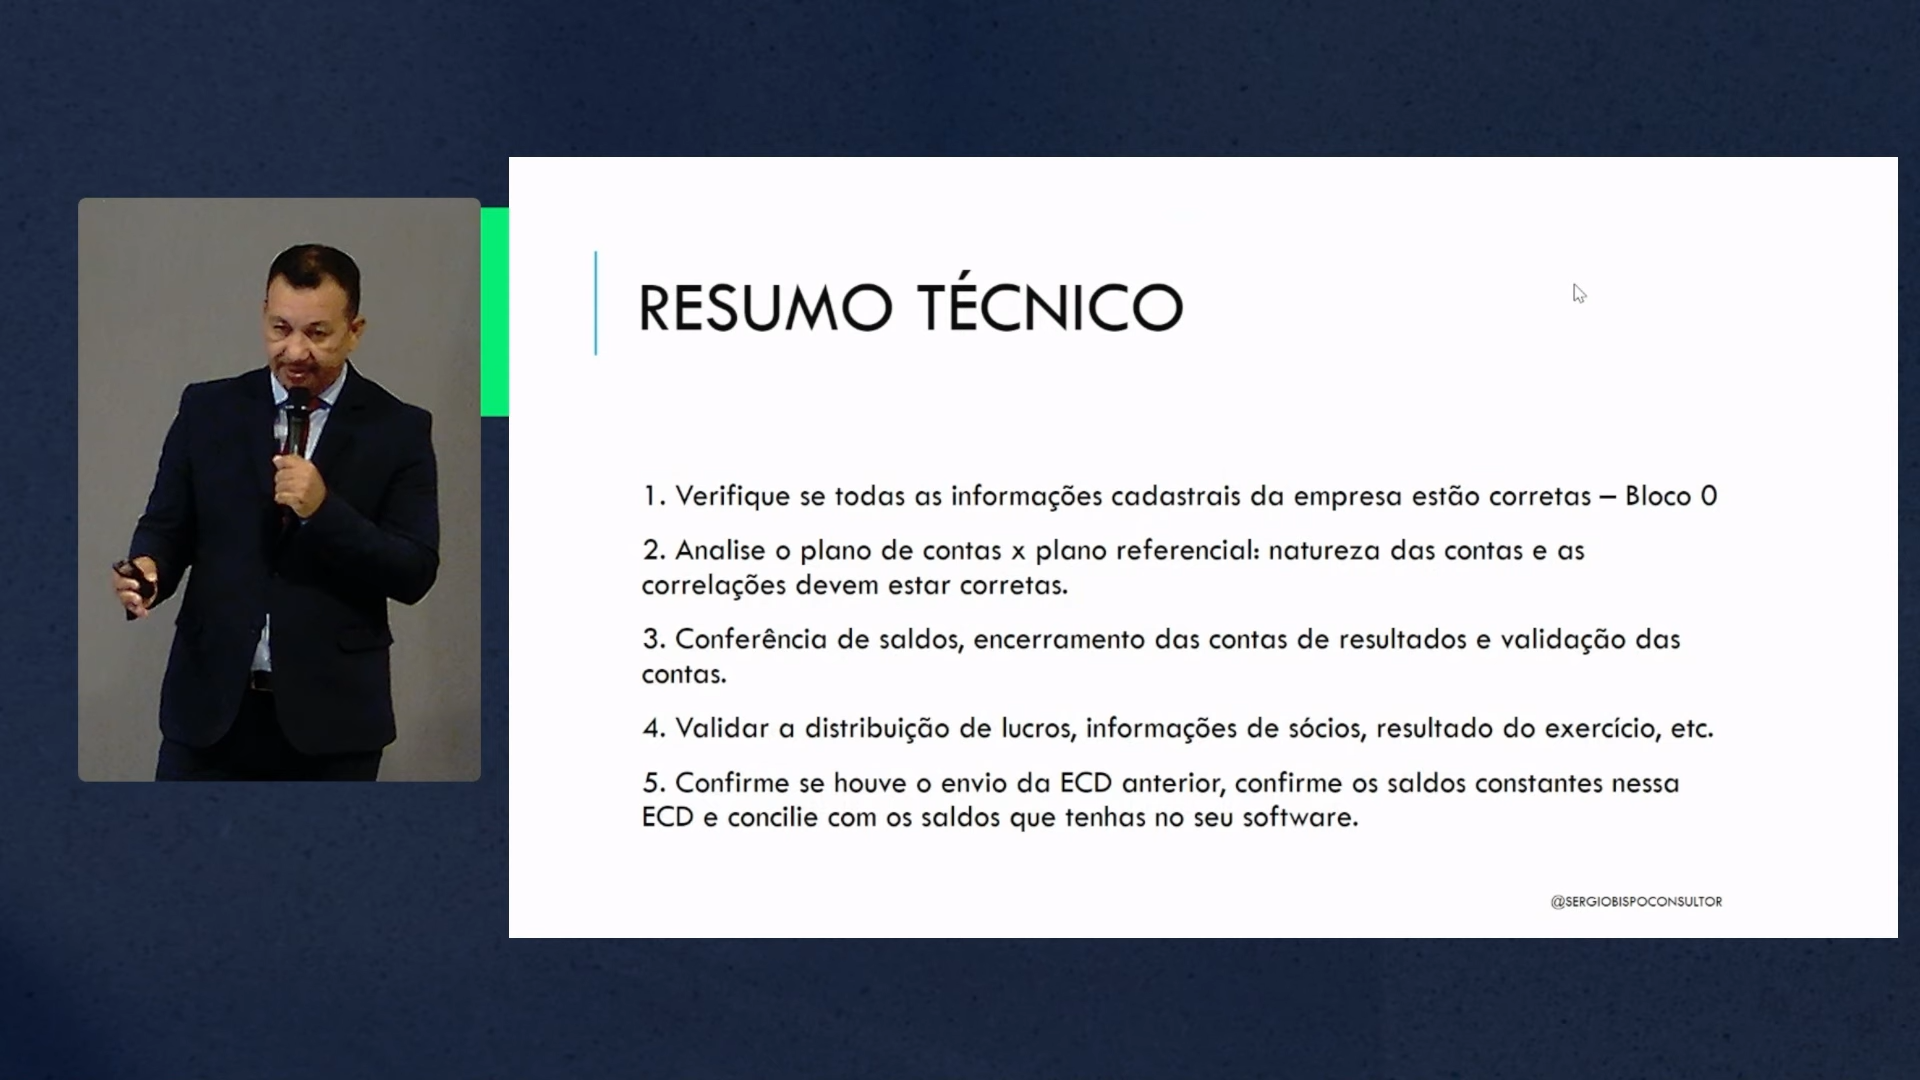 RESUMO TÉCNICO
1. Verifique se todas as informações cadastrais da empresa estão corretas – Bloco 0
2. Analise o plano de contas x plano referencial: natureza das contas e as
correlações devem estar corretas.
3. Conferência de saldos, encerramento das contas de resultados e validação das
contas.
4. Validar a distribuição de lucros, informações de sócios, resultado do exercício, etc.
5. Confirme se houve o envio da ECD anterior, confirme os saldos constantes nessa
ECD e concilie com os saldos que tenhas no seu software.
@SERGIOBISPOCONSULTOR